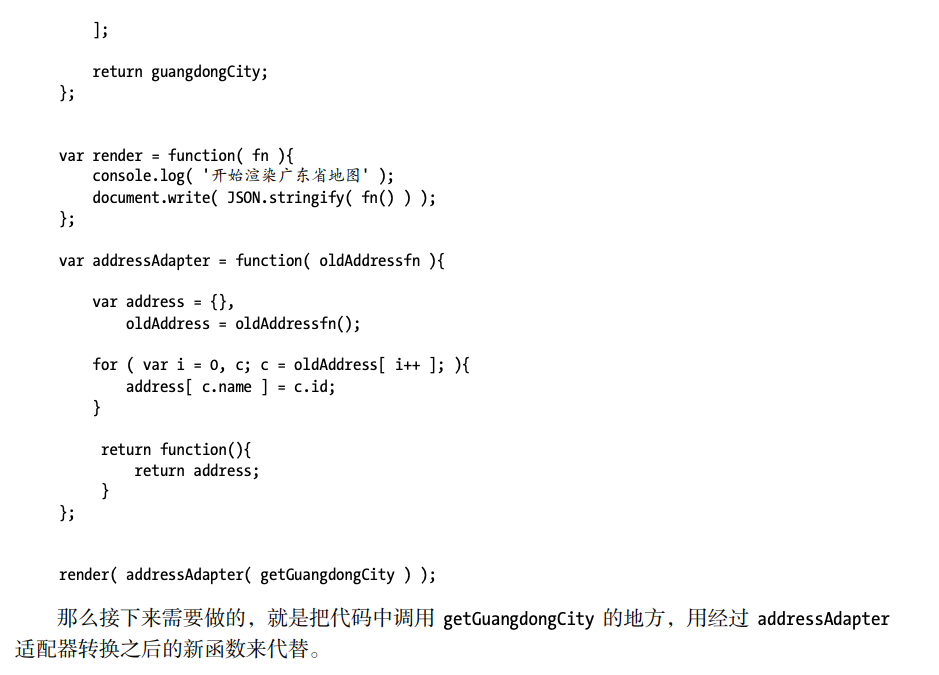 ];
return guangdongCity;
};
var render = function( fn ){
console.log( '开始渲染广东省地图' );
document.write( JSON.stringify( fn() ) );
};
var addressAdapter = function( oldAddressfn ){
var address = {},
oldAddress = oldAddressfn();
for ( var i = 0, c; c = oldAddress[ i++ ]; ){
address[ c.name ] = c.id;
}
return function(){
return address;
}
};
render( addressAdapter( getGuangdongCity ) );
那么接下来需要做的，就是把代码中调用 getGuangdongCity 的地方，用经过 addressAdapter
适配器转换之后的新函数来代替。